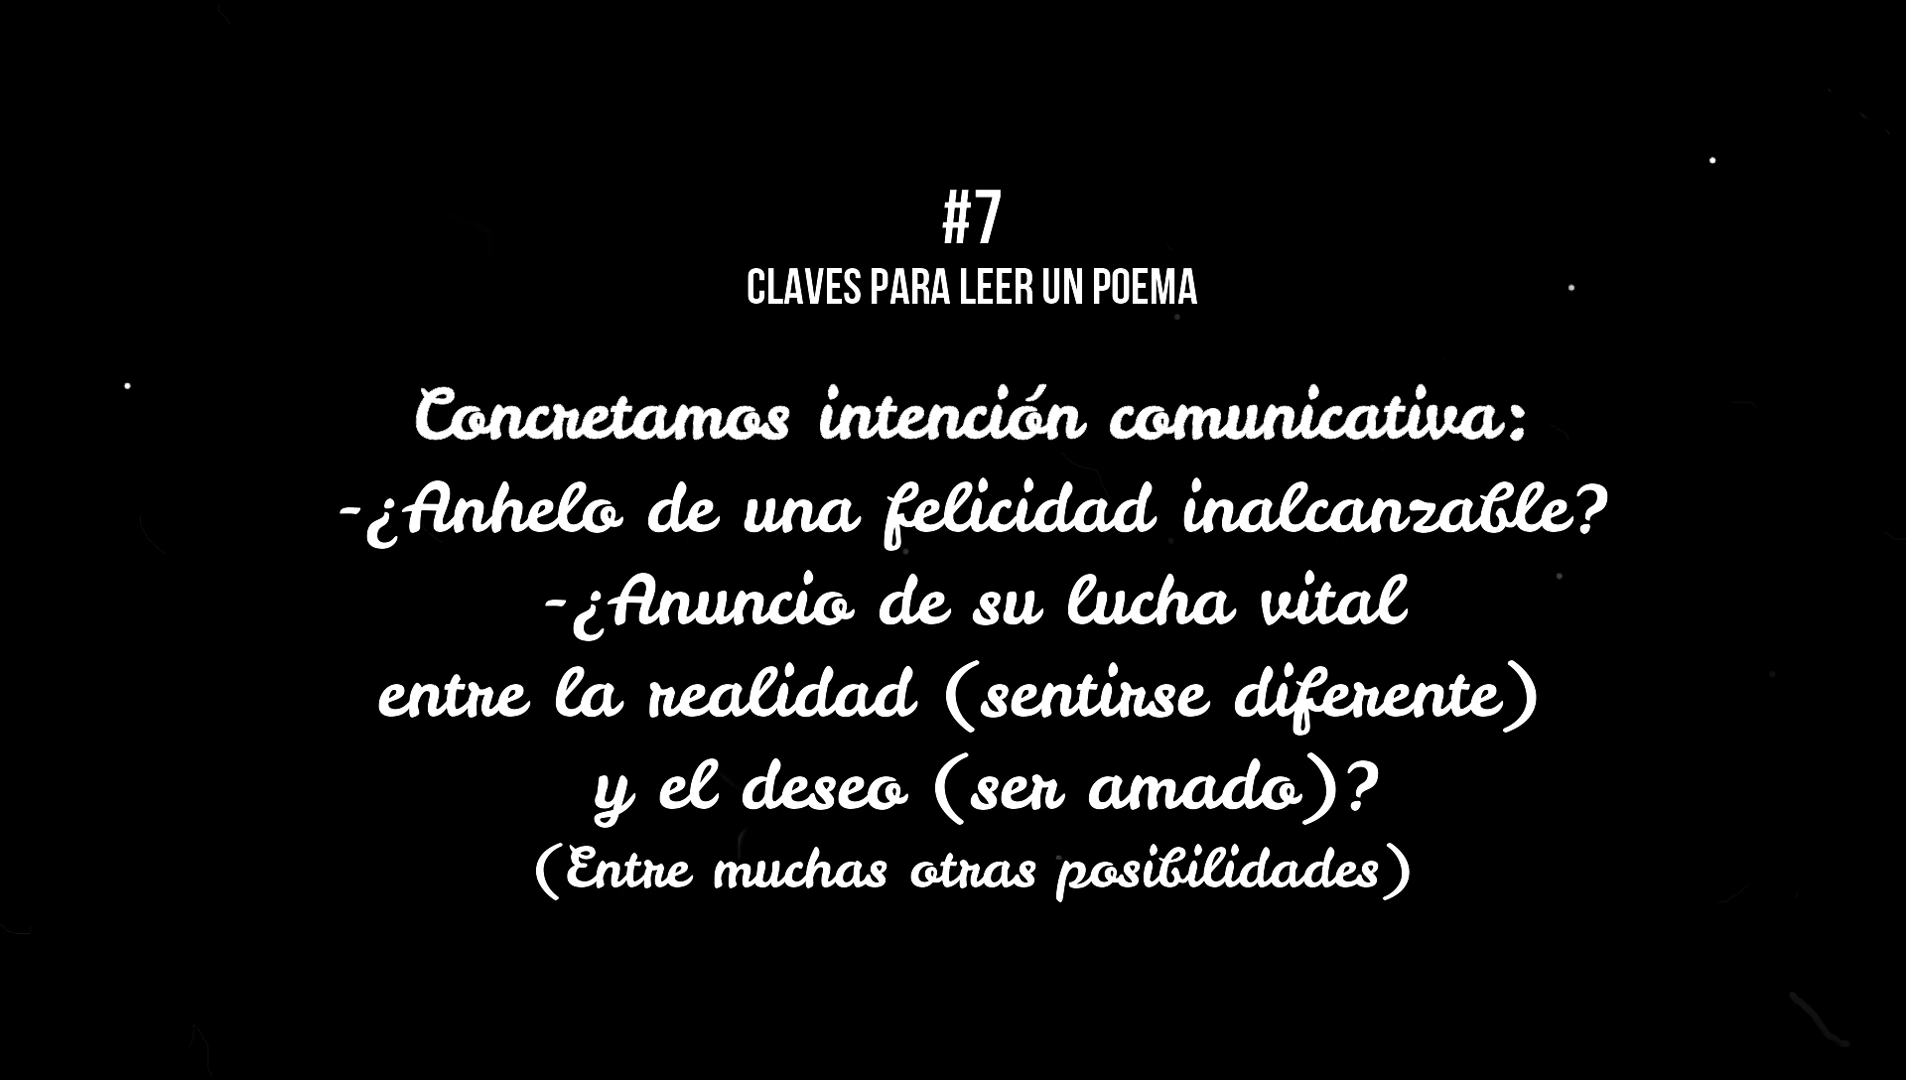 #7
CLAVES PARA LEER UN POEMA
Concretamos intención comunicativa:
-¿Anhelo de una felicidad inalcanzable?
-¿Anuncio de su lucha vital
entre la realidad (sentirse diferente)
y el deseo (ser amado)?
(Entre muchas otras posibilidades)